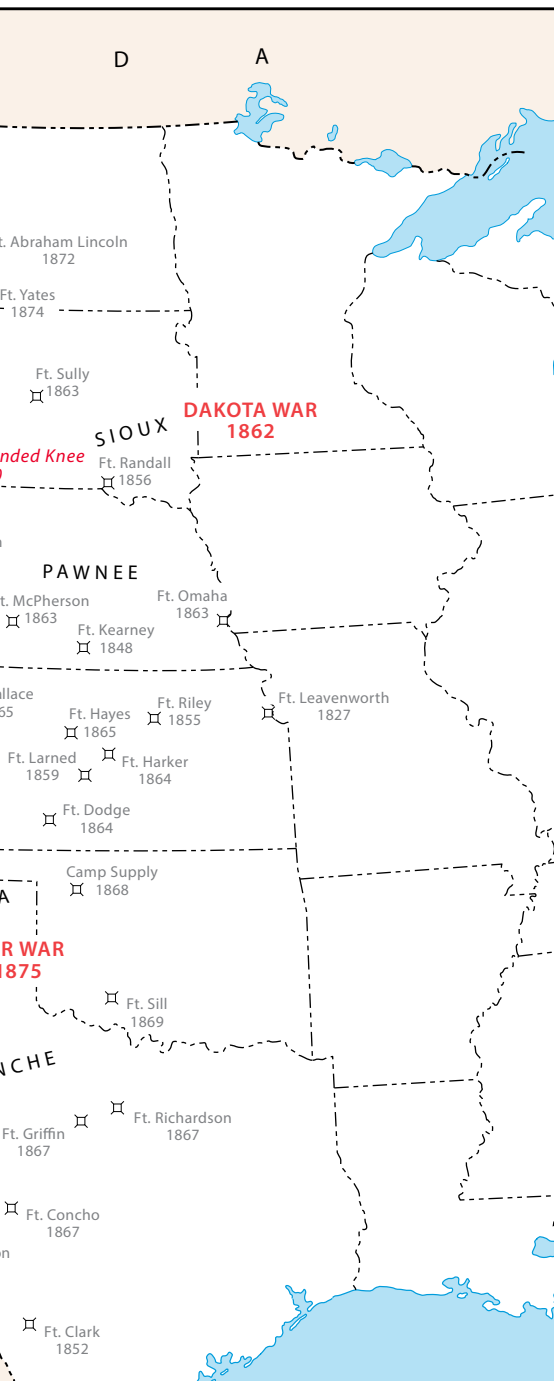 D A
t. Abraham Lincoln
1872
Ft. Yates
1874
Ft. Sully
1863
DAKOTA WAR
1862
SIOUX
nded Knee
Ft. Randall
1856
PAWNEE
t. McPherson
1863
Ft. Omaha
1863
Ft. Kearney
1848
allace
65
Ft. Hayes
1865
Ft. Riley
1855
Ft. Leavenworth
1827
Ft. Larned
1859
Ft. Harker
1864
Ft. Dodge
1864
Camp Supply
1868
A
R WAR
1875
Ft. Sill
1869
NCHE
Ft. Richardson
1867
Ft. Griffin
1867
Ft. Concho
1867
on
Ft. Clark
1852